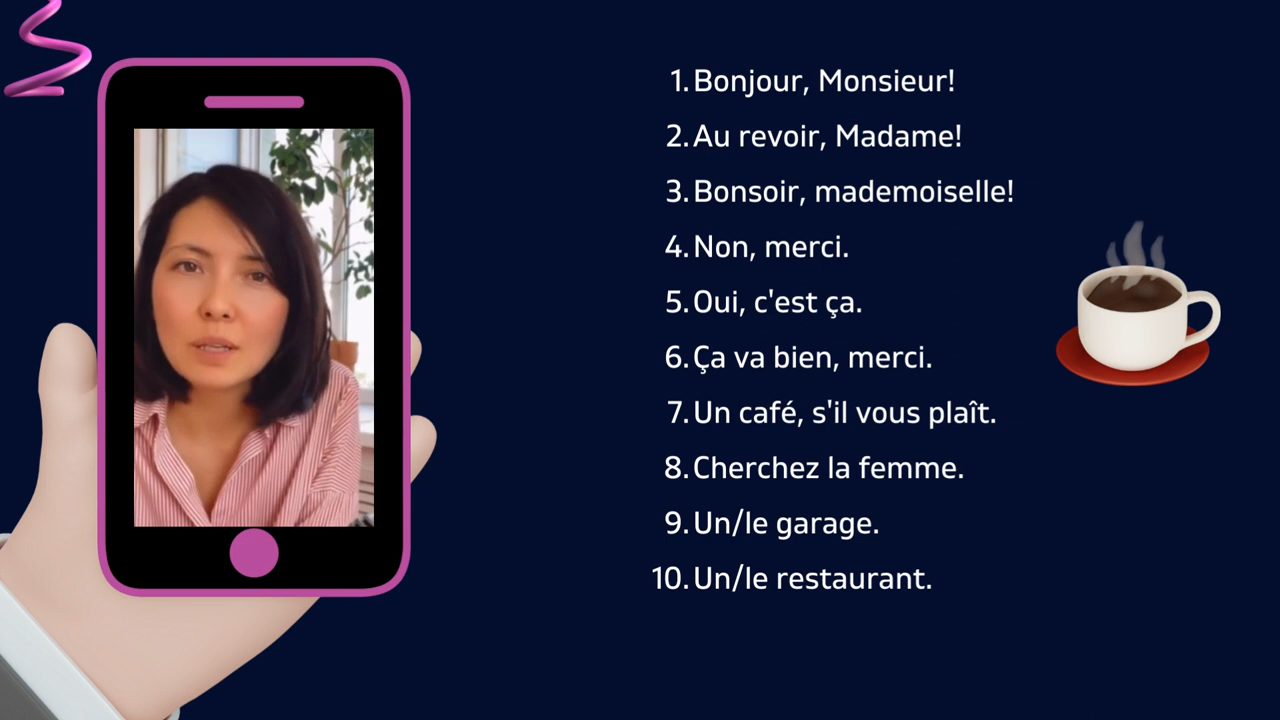 1. Bonjour, Monsieur!
2. Au revoir, Madame!
3. Bonsoir, mademoiselle!
4. Non, merci.
5. Oui, c'est ça.
6. Ça va bien, merci.
7. Un café, s'il vous plaît.
8. Cherchez la femme.
9. Un/le garage.
10. Un/le restaurant.